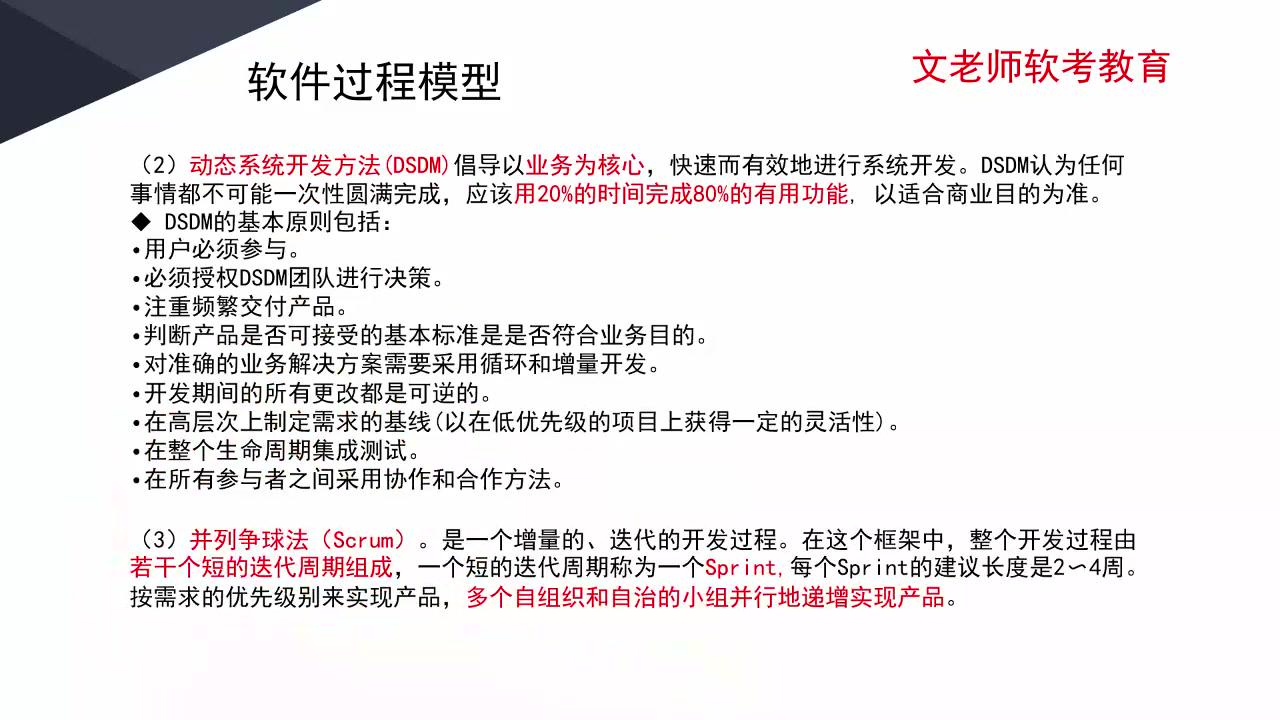 软件过程模型
文老师软考教育
（2）动态系统开发方法(DSDM)倡导以业务为核心，快速而有效地进行系统开发。DSDM认为任何
事情都不可能一次性圆满完成，应该用20%的时间完成80%的有用功能, 以适合商业目的为准。
◆ DSDM的基本原则包括：
•用户必须参与。
•必须授权DSDM团队进行决策。
•注重频繁交付产品。
•判断产品是否可接受的基本标准是是否符合业务目的。
•对准确的业务解决方案需要采用循环和增量开发。
•开发期间的所有更改都是可逆的。
•在高层次上制定需求的基线(以在低优先级的项目上获得一定的灵活性)。
•在整个生命周期集成测试。
•在所有参与者之间采用协作和合作方法。
（3）并列争球法（Scrum）。是一个增量的、迭代的开发过程。在这个框架中，整个开发过程由
若干个短的迭代周期组成，一个短的迭代周期称为一个Sprint,每个Sprint的建议长度是2～4周。
按需求的优先级别来实现产品，多个自组织和自治的小组并行地递增实现产品。